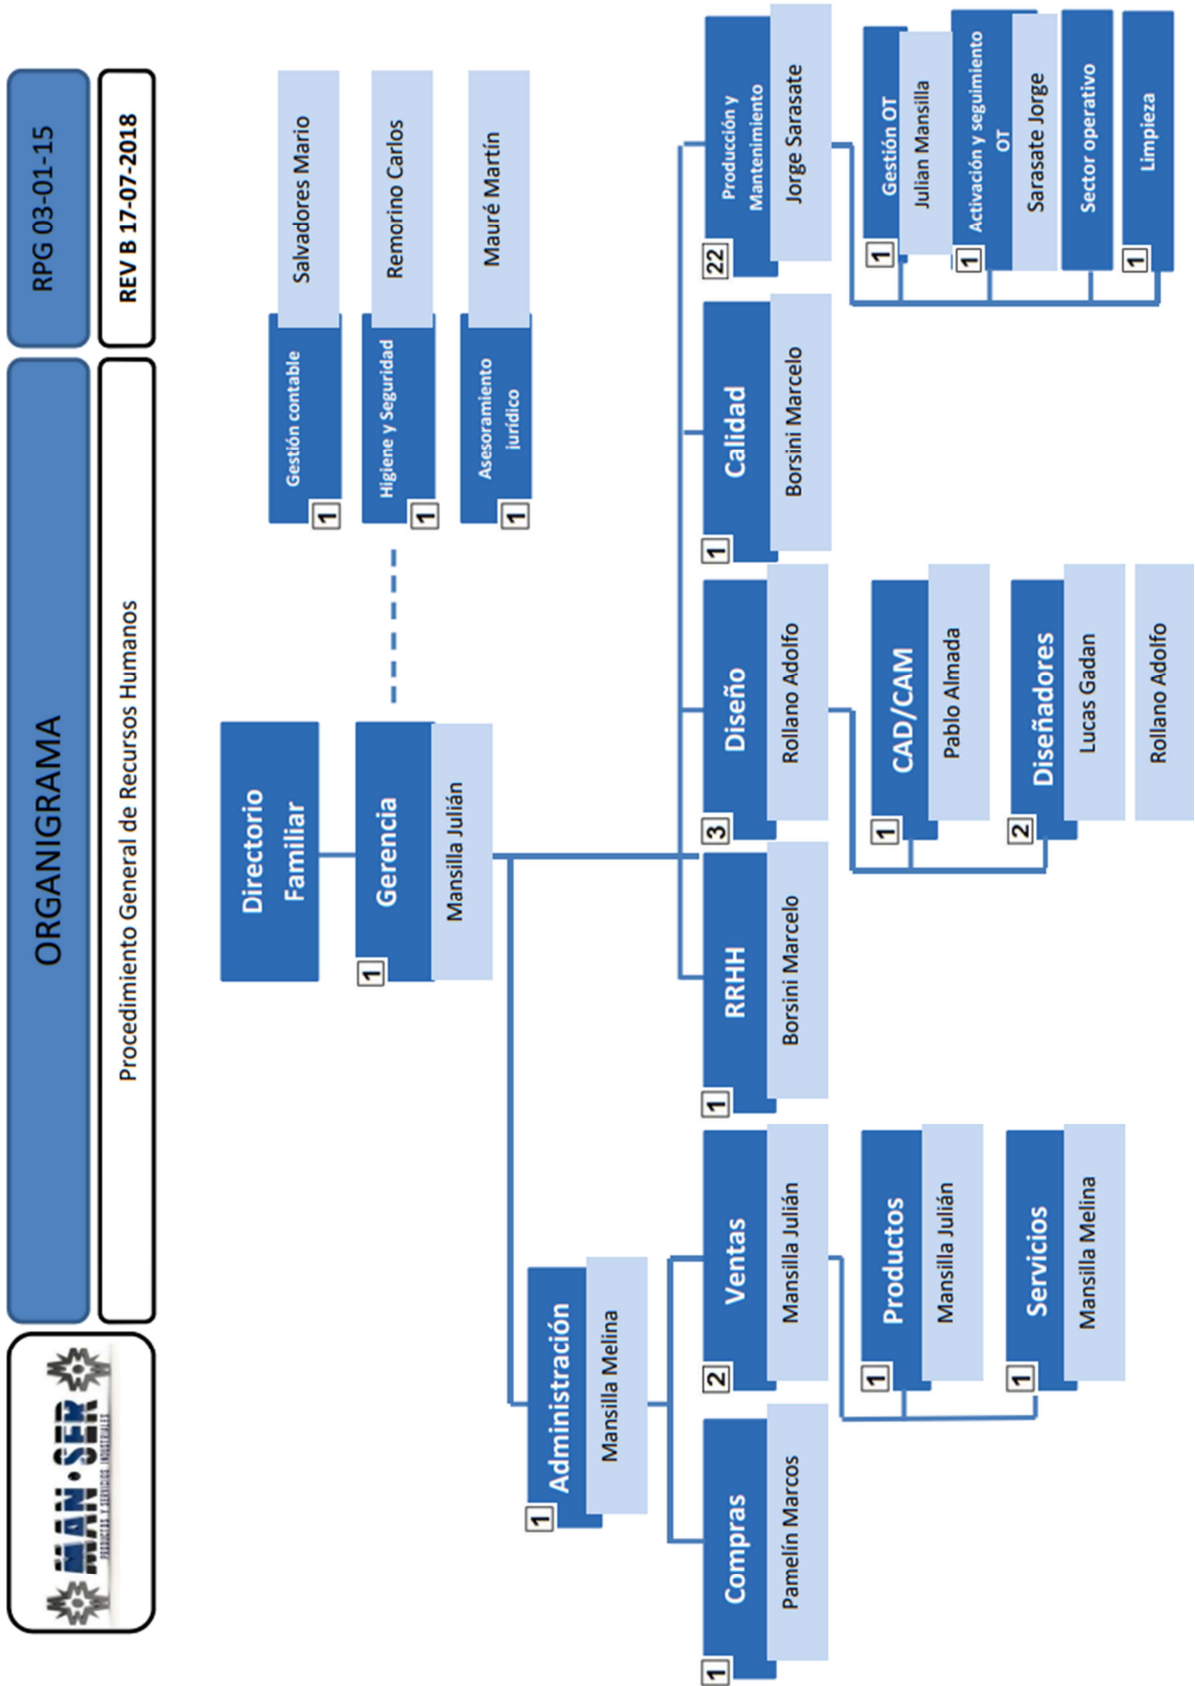 MAN·SER
PRODUCTOS Y SERVICIOS INDUSTRIALES
ORGANIGRAMA
RPG 03-01-15
Procedimiento General de Recursos Humanos
REV B 17-07-2018
Directorio
Familiar
Gerencia
1
Mansilla Julián
Gestión contable
1
Salvadores Mario
Higiene y Seguridad
1
Remorino Carlos
Asesoramiento
jurídico
1
Mauré Martín
Administración
1
Mansilla Melina
Compras
1
Pamelín Marcos
Ventas
2
Mansilla Julián
RRHH
1
Borsini Marcelo
Diseño
3
Rollano Adolfo
Calidad
1
Borsini Marcelo
Producción y
Mantenimiento
22
Jorge Sarasate
Productos
1
Mansilla Julián
Servicios
1
Mansilla Melina
CAD/CAM
1
Pablo Almada
Diseñadores
2
Lucas Gadan
Rollano Adolfo
Gestión OT
1
Julian Mansilla
Activación y seguimiento
OT
1
Sarasate Jorge
Sector operativo
Limpieza
1